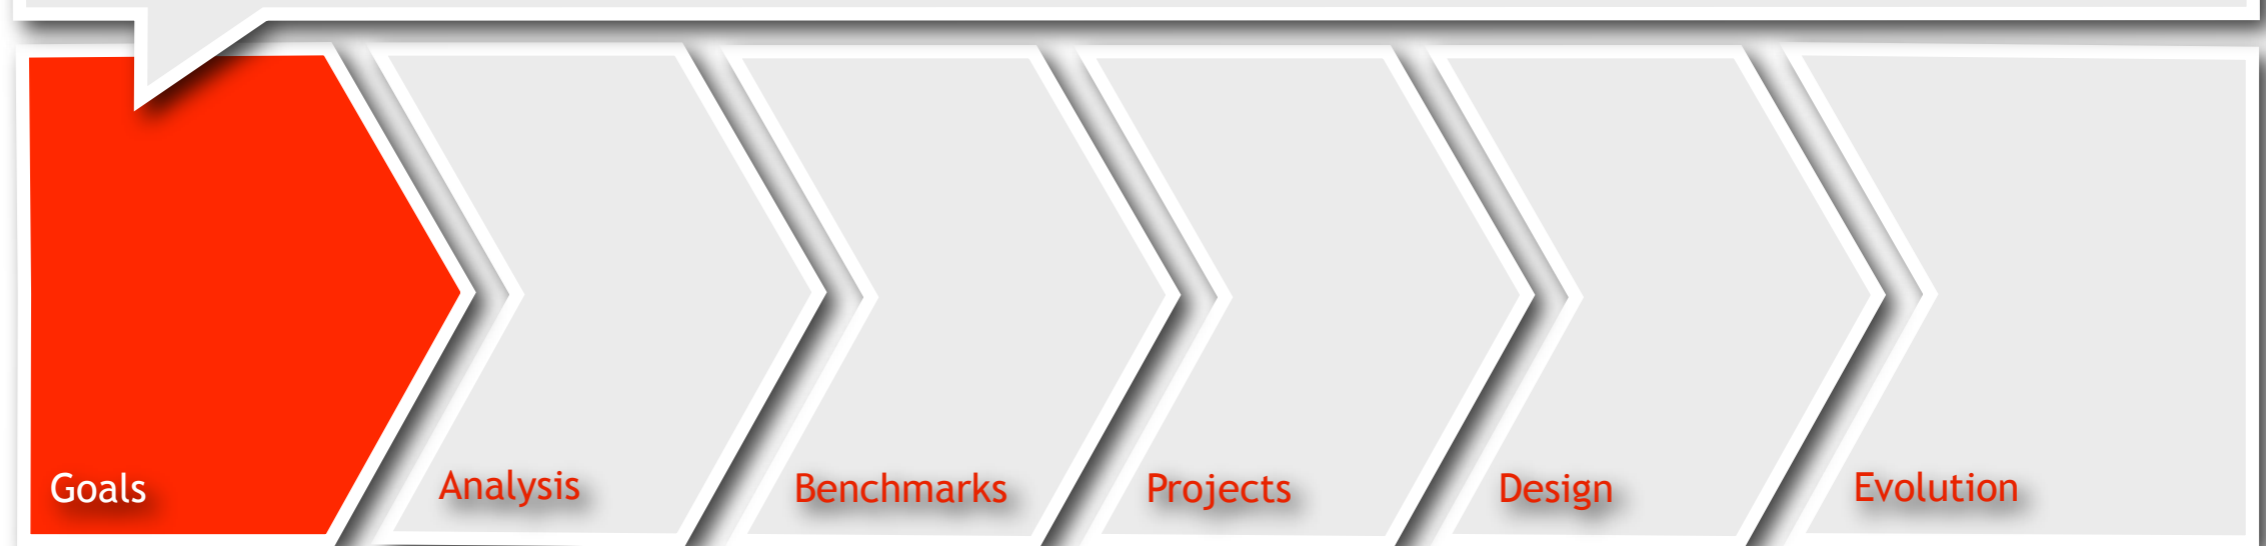 Goals
Analysis
Benchmarks
Projects
Design
Evolution